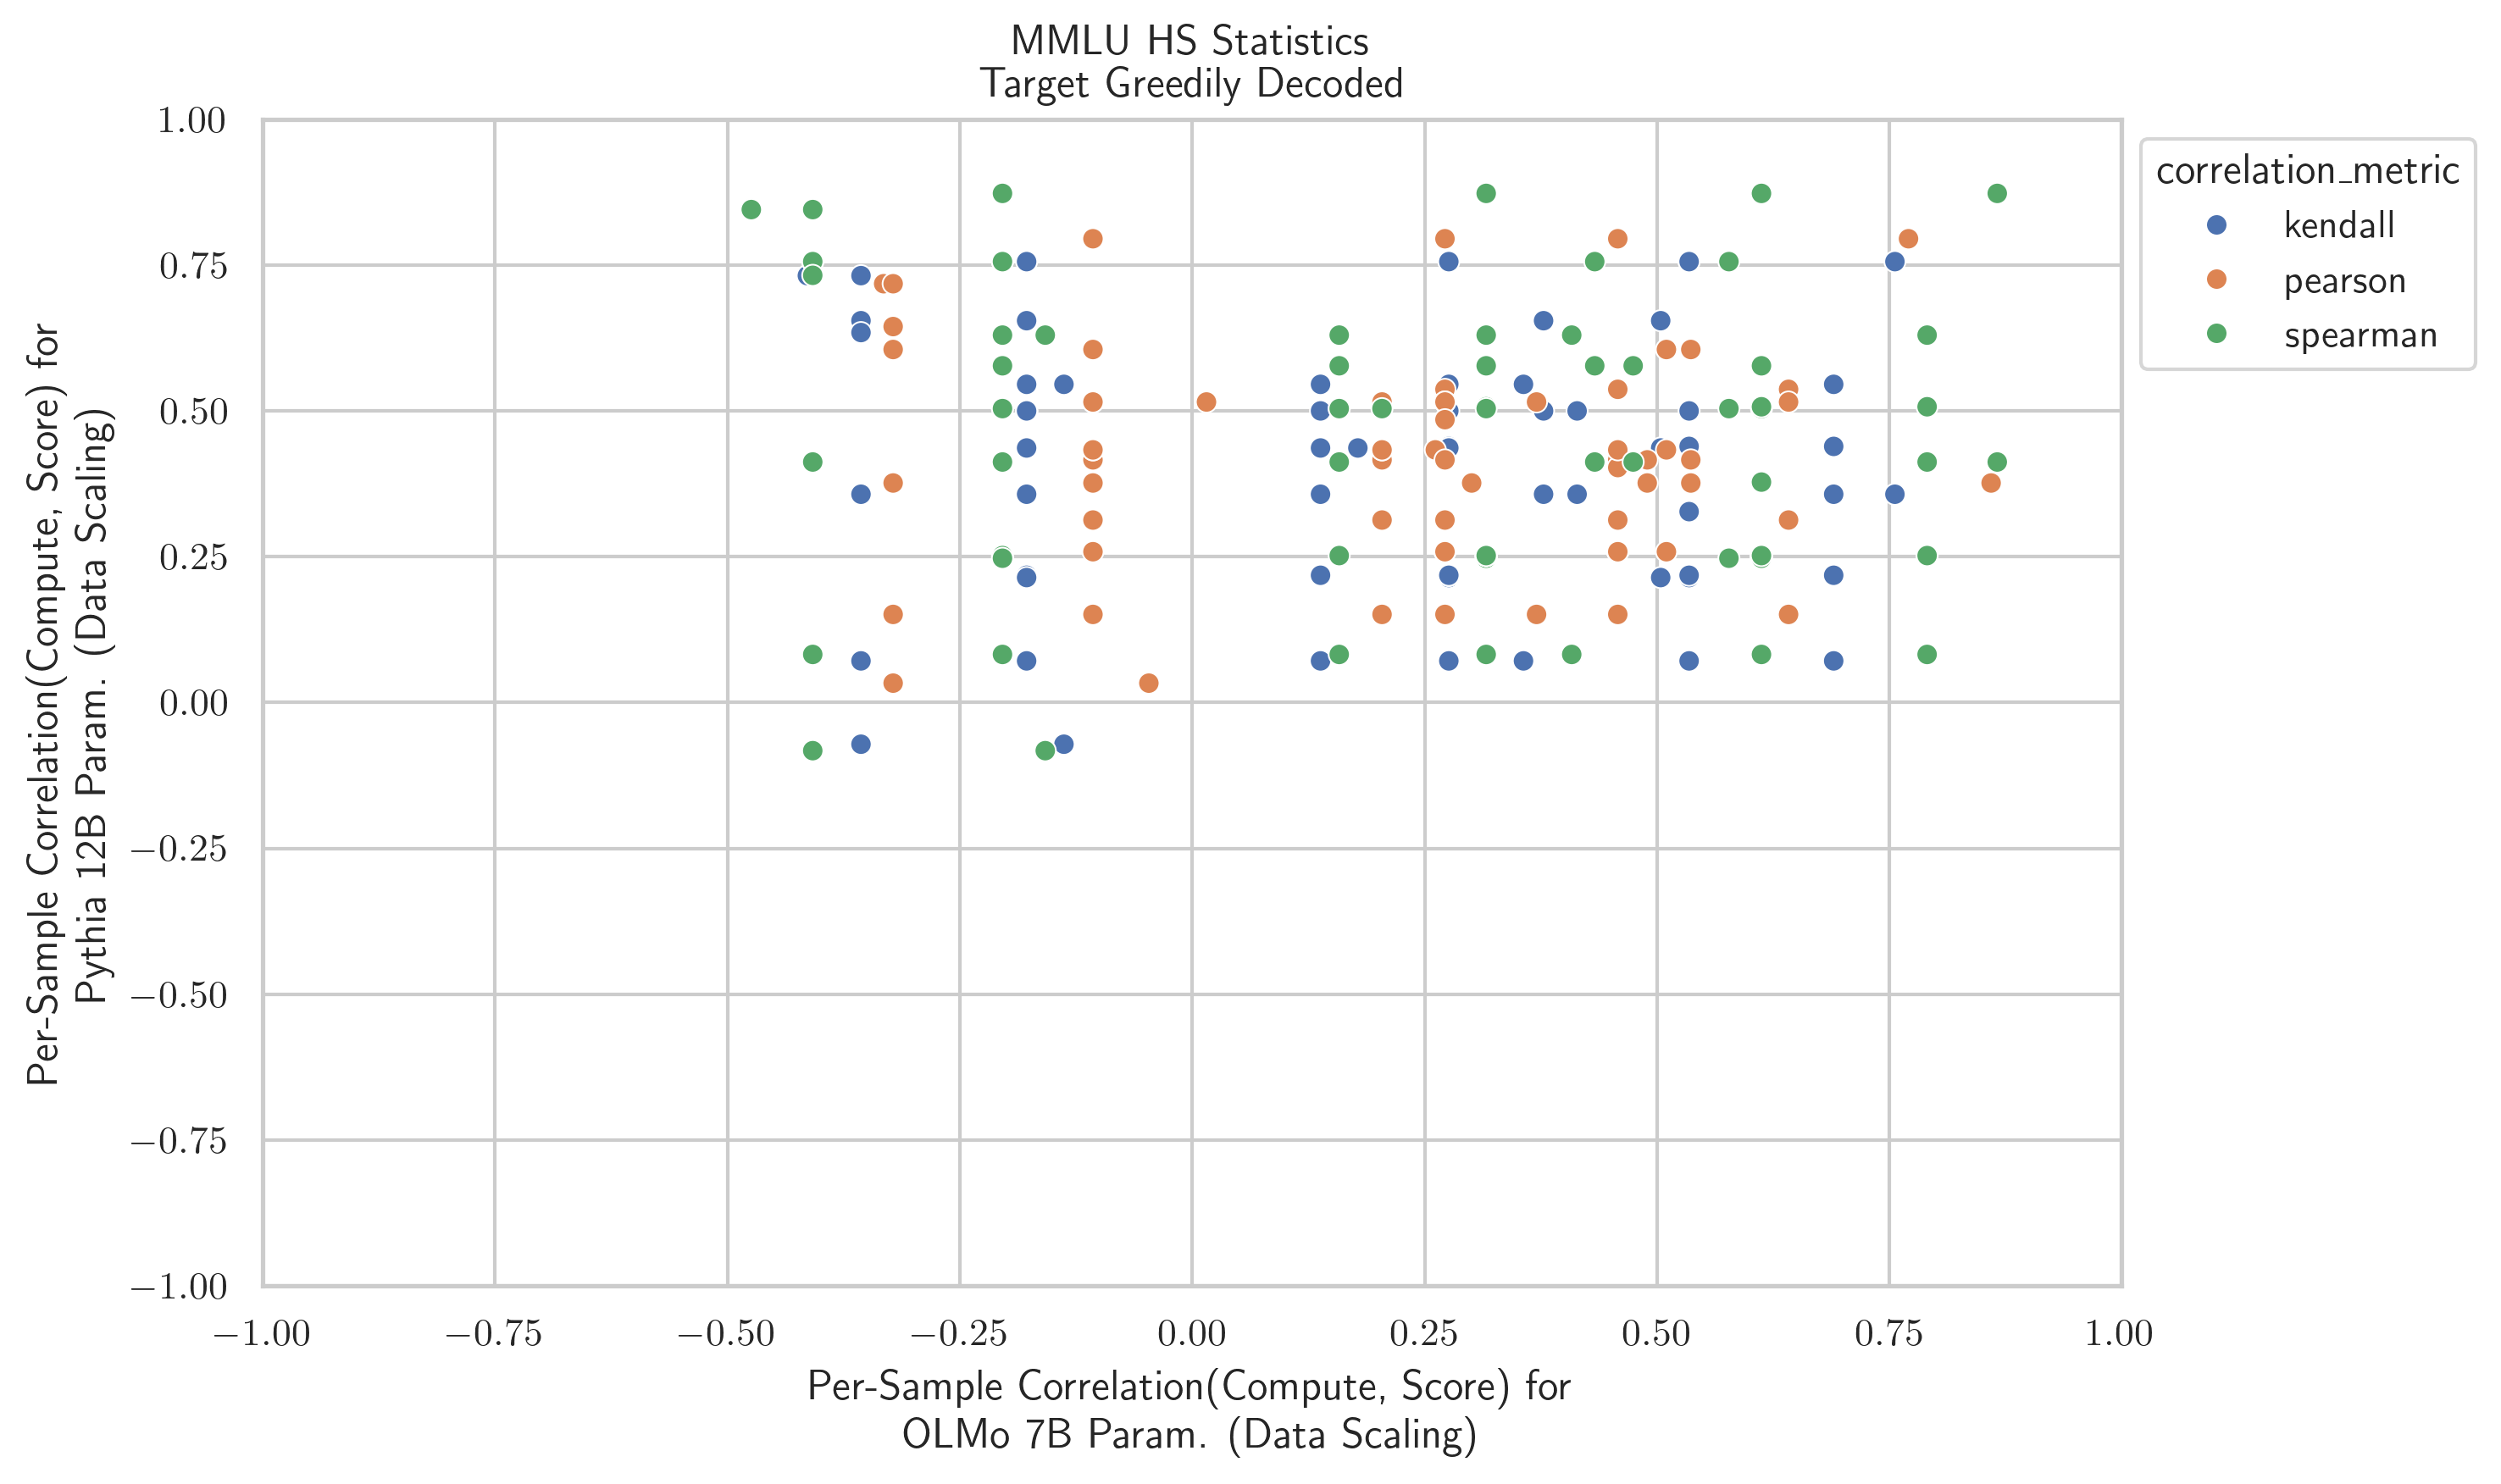 MMLU HS Statistics
Target Greedily Decoded
Per-Sample Correlation(Compute, Score) for
Pythia 12B Param. (Data Scaling)
1.00
0.75
0.50
0.25
0.00
−0.25
−0.50
−0.75
−1.00
−1.00 −0.75 −0.50 −0.25 0.00 0.25 0.50 0.75 1.00
Per-Sample Correlation(Compute, Score) for
OLMo 7B Param. (Data Scaling)
correlation_metric
kendall
pearson
spearman